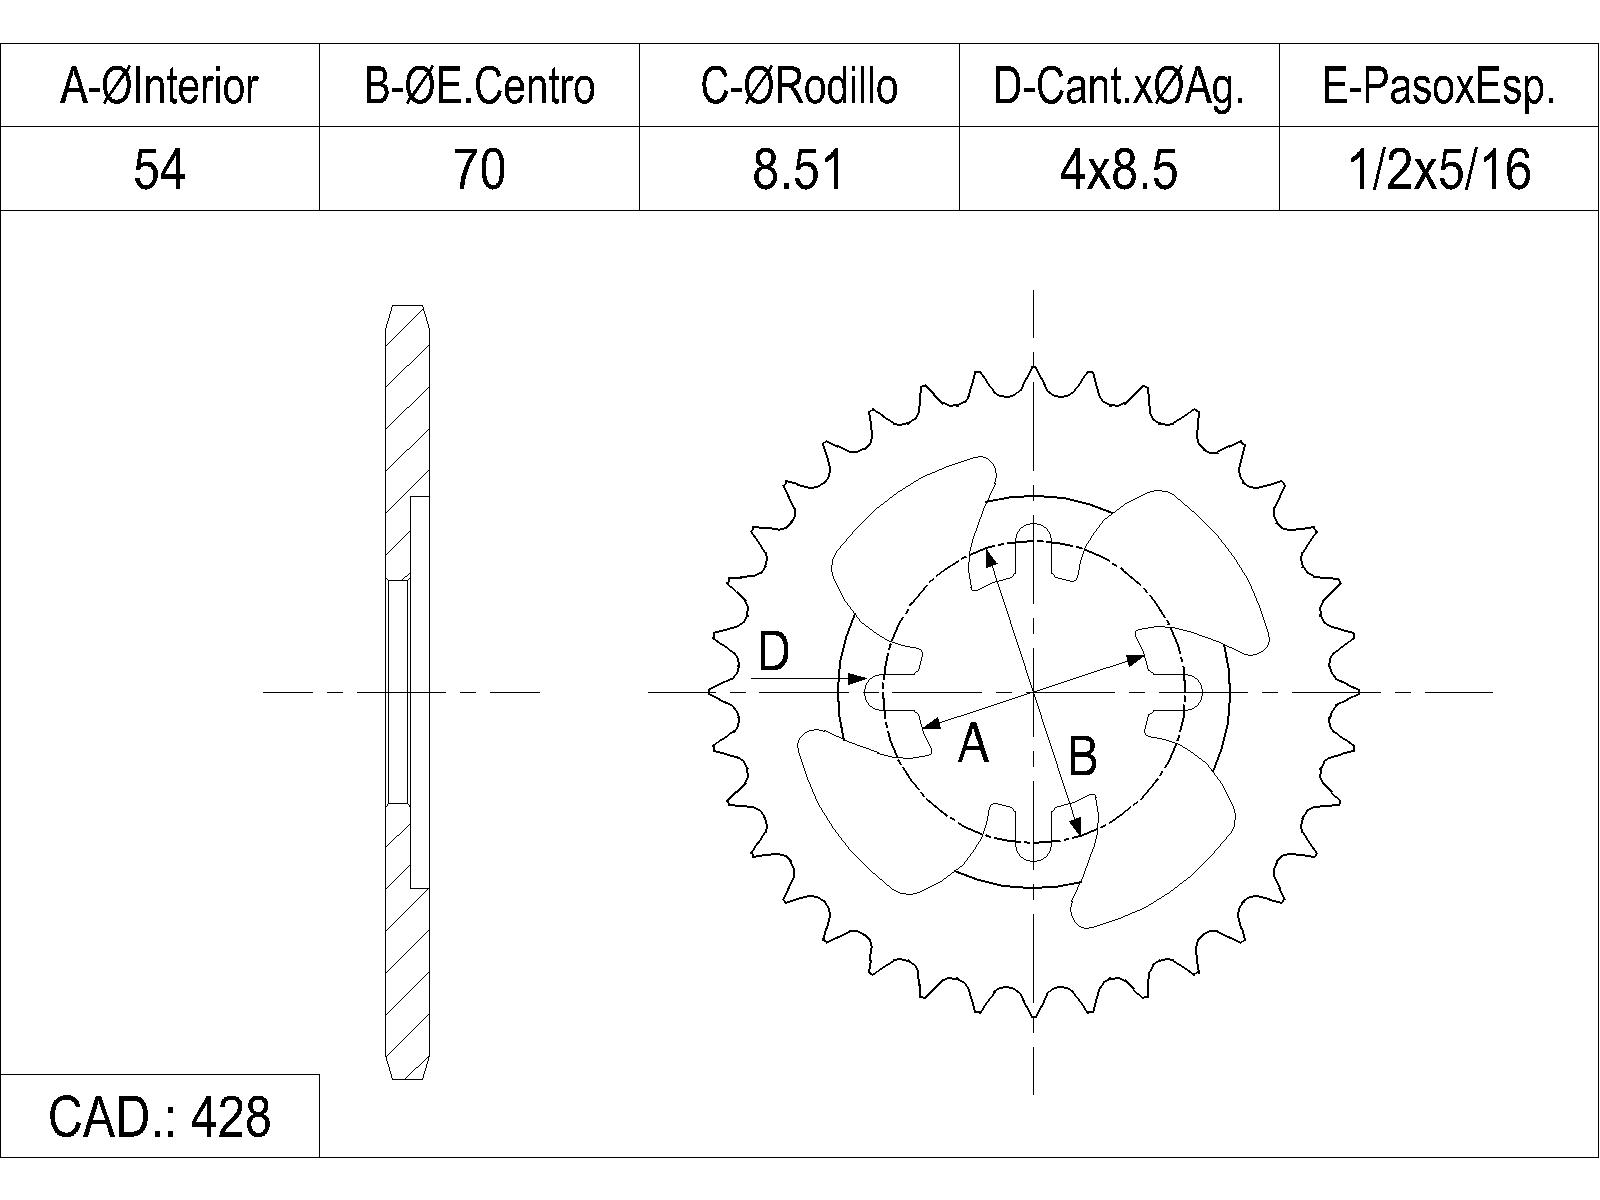 A-ØInterior B-ØE.Centro C-ØRodillo D-Cant.xØAg. E-PasoxEsp.
54 70 8.51 4x8.5 1/2x5/16
D
A
B
CAD.: 428